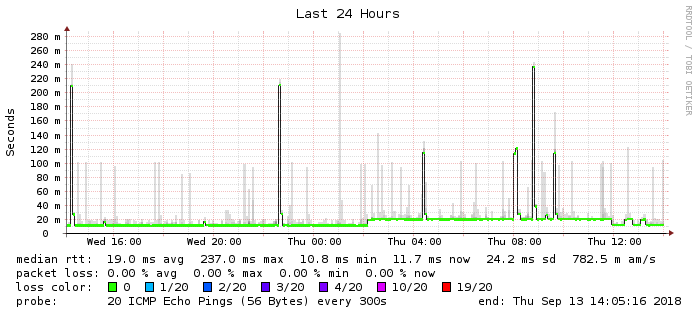 Last 24 Hours
RRDTOOL / TOBI OETIKER
Seconds
280 m
260 m
240 m
220 m
200 m
180 m
160 m
140 m
120 m
100 m
80 m
60 m
40 m
20 m
0
Wed 16:00 Wed 20:00 Thu 00:00 Thu 04:00 Thu 08:00 Thu 12:00
median rtt: 19.0 ms avg 237.0 ms max 10.8 ms min 11.7 ms now 24.2 ms sd 782.5 m am/s
packet loss: 0.00 % avg 0.00 % max 0.00 % min 0.00 % now
loss color: 0 1/20 2/20 3/20 4/20 10/20 19/20
probe: 20 ICMP Echo Pings (56 Bytes) every 300s end: Thu Sep 13 14:05:16 2018